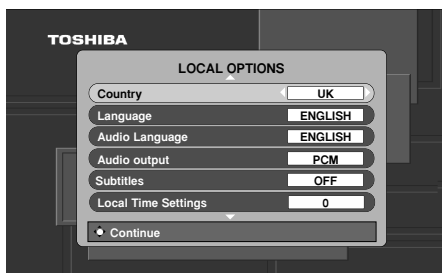 TOSHIBA
LOCAL OPTIONS
Country UK
Language ENGLISH
Audio Language ENGLISH
Audio output PCM
Subtitles OFF
Local Time Settings 0
Continue